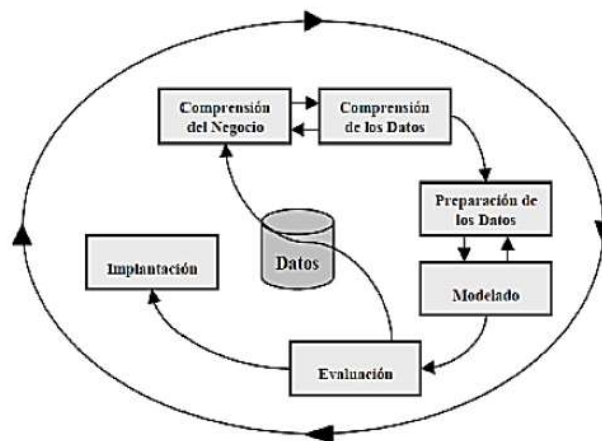 Comprensión
del Negocio
Comprensión
de los Datos
Preparación de
los Datos
Datos
Implantación
Modelado
Evaluación